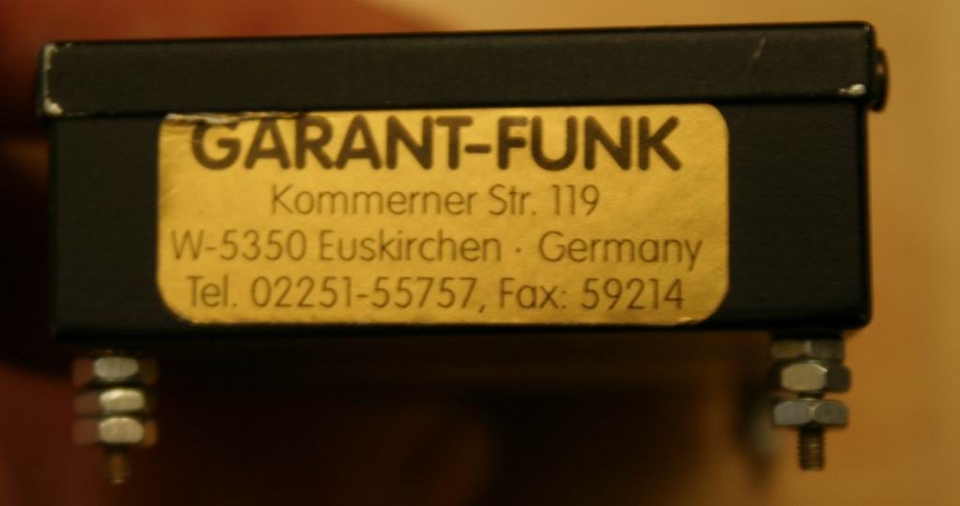 GARANT-FUNK
Kommerner Str. 119
W-5350 Euskirchen · Germany
Tel. 02251-55757, Fax: 59214